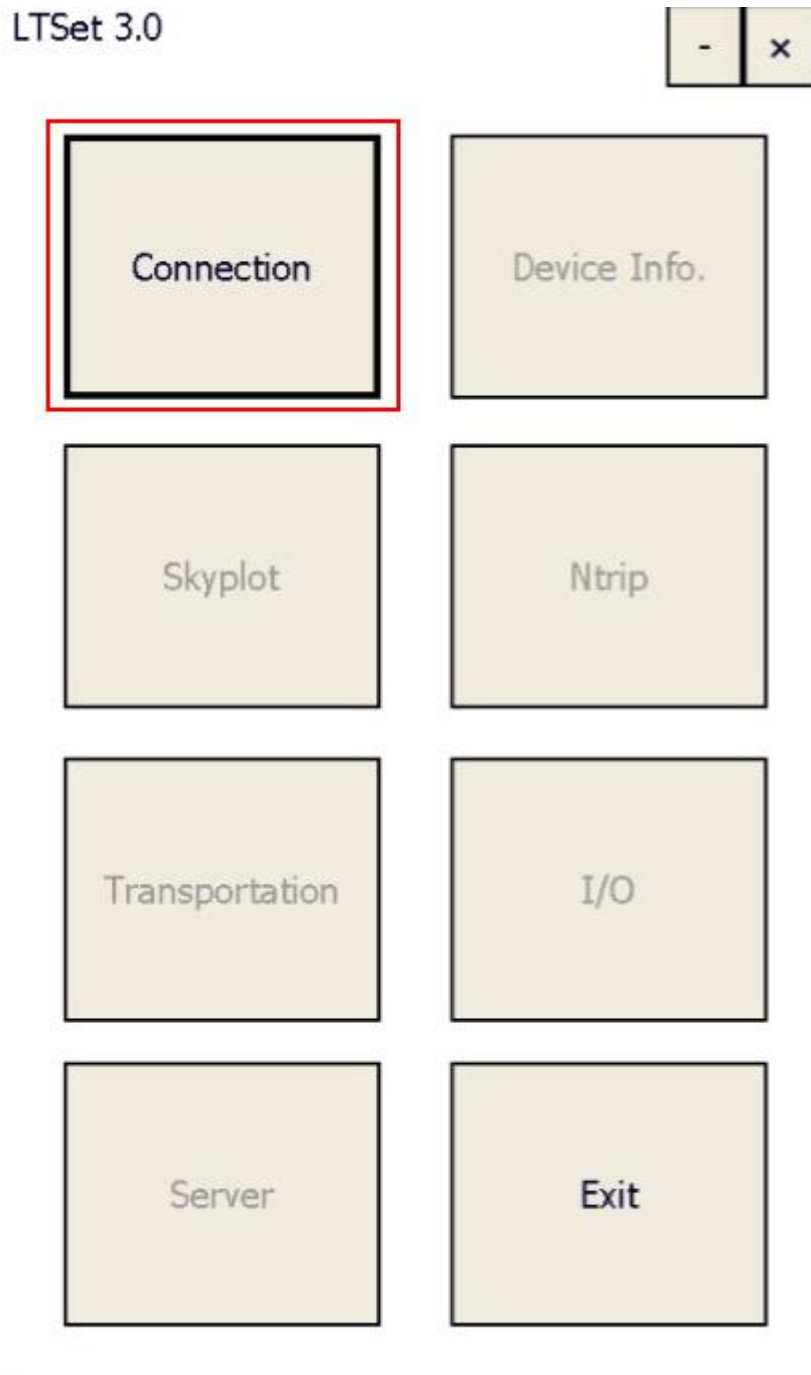 LTSet 3.0
- ×
Connection
Device Info.
Skyplot
Ntrip
Transportation
I/O
Server
Exit